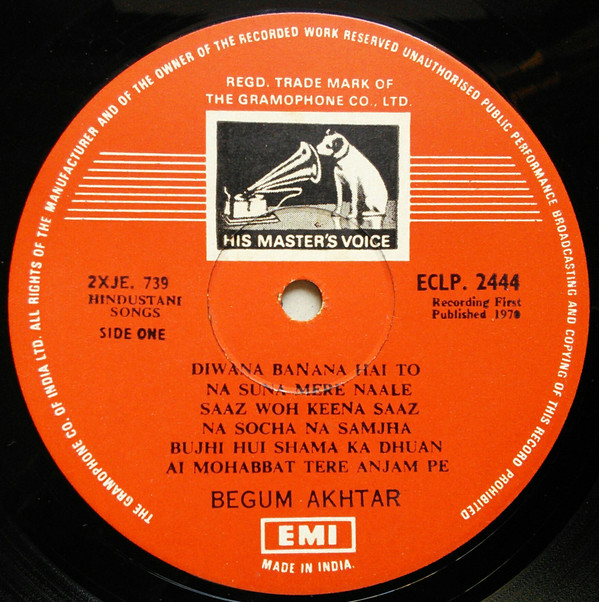 THE GRAMOPHONE CO. OF INDIA LTD. ALL RIGHTS OF THE MANUFACTURER AND OF THE OWNER OF THE RECORDED WORK RESERVED UNAUTHORISED PUBLIC PERFORMANCE BROADCASTING AND COPYING OF THIS RECORD PROHIBITED
REGD. TRADE MARK OF
THE GRAMOPHONE CO., LTD.
HIS MASTER'S VOICE
2XJE. 739
HINDUSTANI
SONGS
SIDE ONE
ECLP. 2444
Recording First
Published
DIWANA BANANA HAI TO
NA SUNA MERE NAALE
SAAZ WOH KEENA SAAZ
NA SOCHA NA SAMJHA
BUJHI HUI SHAMA KA DHUAN
AI MOHABBAT TERE ANJAM PE
BEGUM AKHTAR
EMI
MADE IN INDIA.